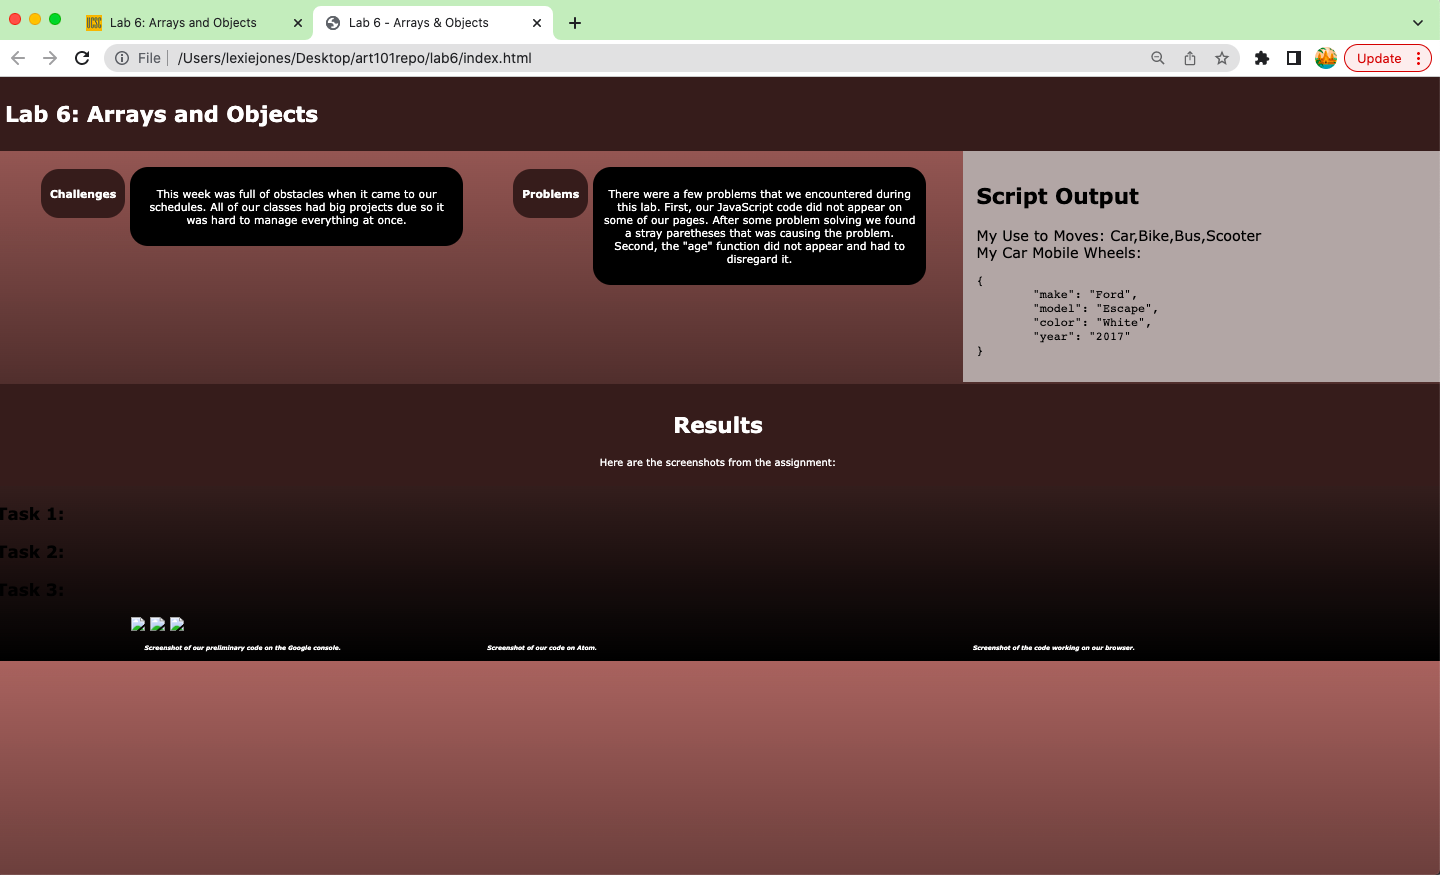 UCSC
Lab 6: Arrays and Objects
Lab 6 - Arrays & Objects
File
/Users/lexiejones/Desktop/art101repo/lab6/index.html
Update
Lab 6: Arrays and Objects
Challenges
This week was full of obstacles when it came to our
schedules. All of our classes had big projects due so it
was hard to manage everything at once.
Problems
There were a few problems that we encountered during
this lab. First, our JavaScript code did not appear on
some of our pages. After some problem solving we found
a stray paretheses that was causing the problem.
Second, the "age" function did not appear and had to
disregard it.
Script Output
My Use to Moves: Car,Bike,Bus,Scooter
My Car Mobile Wheels:
{
"make": "Ford",
"model": "Escape",
"color": "White",
"year": "2017"
}
Results
Here are the screenshots from the assignment:
Task 1:
Task 2:
Task 3:
Screenshot of our preliminary code on the Google console.
Screenshot of our code on Atom.
Screenshot of the code working on our browser.